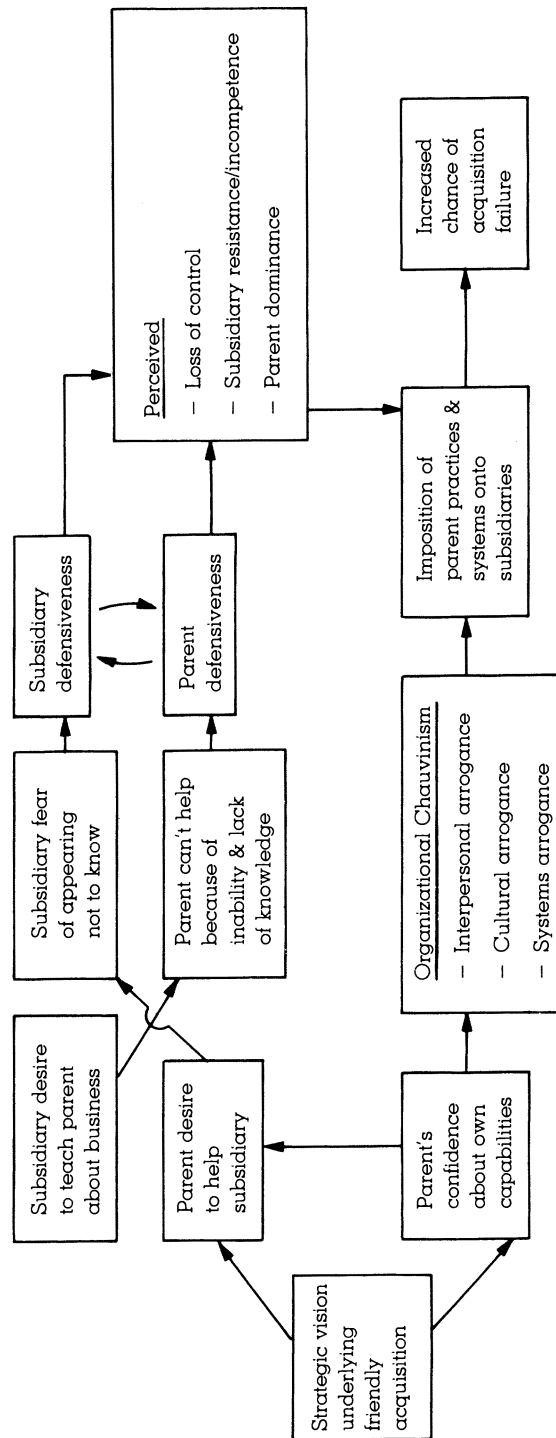 Strategic vision
underlying
friendly
acquisition
Subsidiary desire
to teach parent
about business
Parent desire
to help
subsidiary
Parent's
confidence
about own
capabilities
Subsidiary fear
of appearing
not to know
Parent can't help
because of
inability & lack
of knowledge
Organizational Chauvinism
– Interpersonal arrogance
– Cultural arrogance
– Systems arrogance
Subsidiary
defensiveness
Parent
defensiveness
Perceived
– Loss of control
– Subsidiary resistance/incompetence
– Parent dominance
Imposition of
parent practices &
systems onto
subsidiaries
Increased
chance of
acquisition
failure